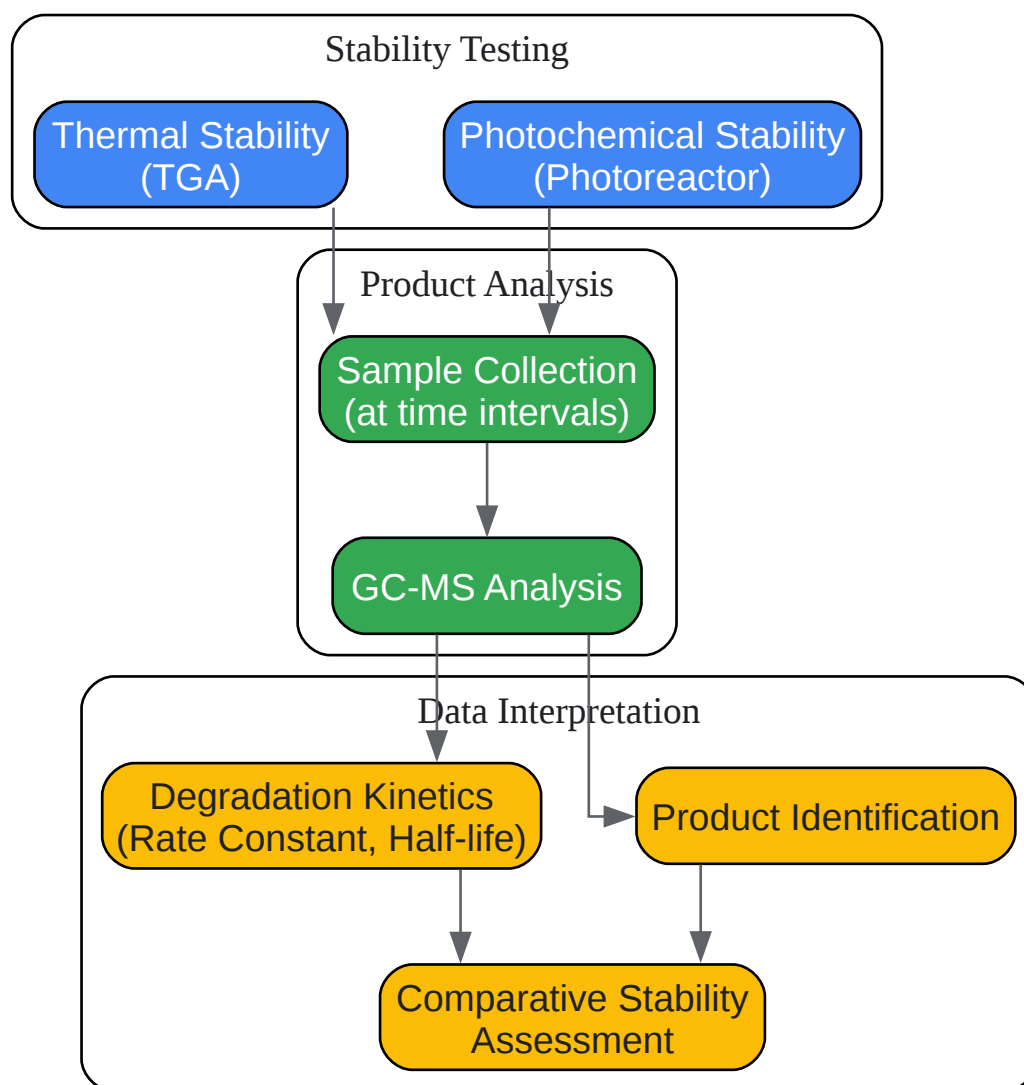 Stability Testing
Thermal Stability
(TGA)
Photochemical Stability
(Photoreactor)
Product Analysis
Sample Collection
(at time intervals)
GC-MS Analysis
Data Interpretation
Degradation Kinetics
(Rate Constant, Half-life)
Product Identification
Comparative Stability
Assessment